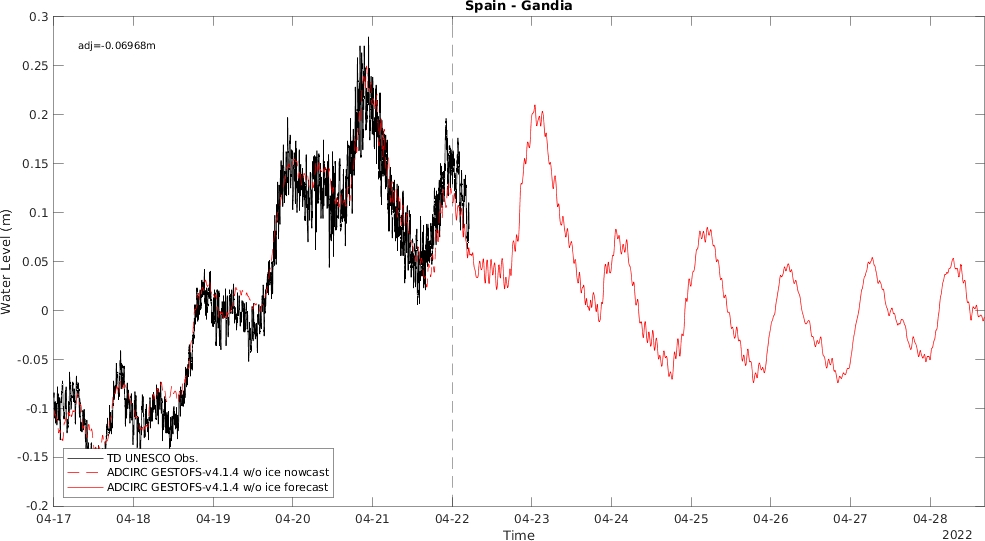 Spain - Gandia
adj=-0.06968m
Water Level (m)
0.3
0.25
0.2
0.15
0.1
0.05
0
-0.05
-0.1
-0.15
-0.2
TD UNESCO Obs.
ADCIRC GESTOFS-v4.1.4 w/o ice nowcast
ADCIRC GESTOFS-v4.1.4 w/o ice forecast
04-17 04-18 04-19 04-20 04-21 04-22 04-23 04-24 04-25 04-26 04-27 04-28
Time
2022